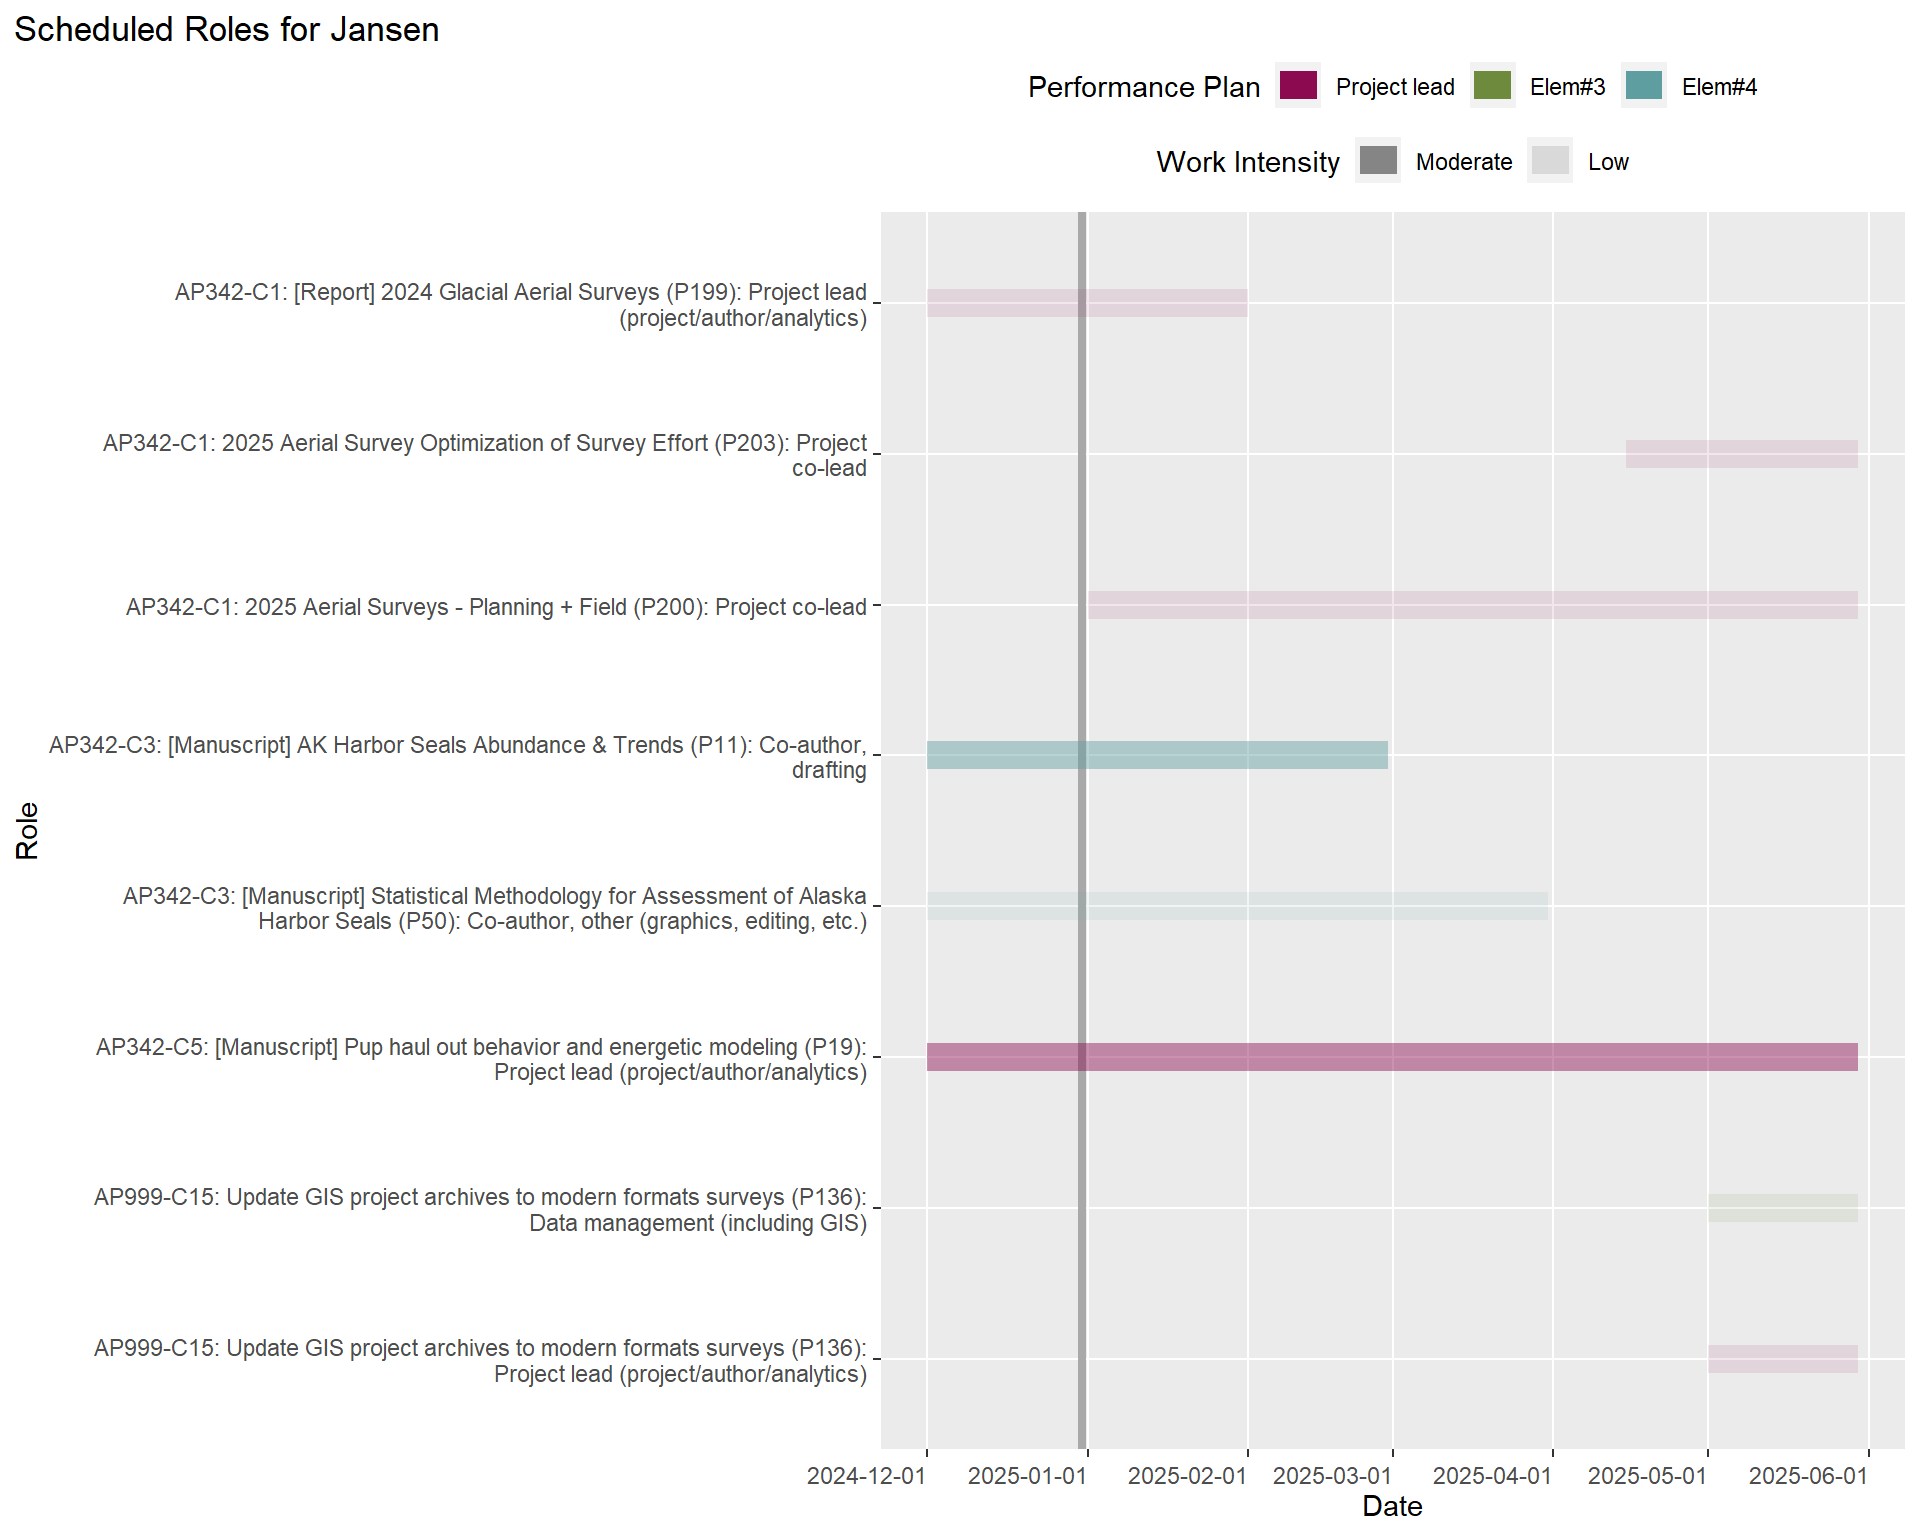 Scheduled Roles for Jansen
Performance Plan Project lead Elem#3 Elem#4
Work Intensity Moderate Low
AP342-C1: [Report] 2024 Glacial Aerial Surveys (P199): Project lead
(project/author/analytics)
AP342-C1: 2025 Aerial Survey Optimization of Survey Effort (P203): Project
co-lead
AP342-C1: 2025 Aerial Surveys - Planning + Field (P200): Project co-lead
AP342-C3: [Manuscript] AK Harbor Seals Abundance & Trends (P11): Co-author,
drafting
AP342-C3: [Manuscript] Statistical Methodology for Assessment of Alaska
Harbor Seals (P50): Co-author, other (graphics, editing, etc.)
AP342-C5: [Manuscript] Pup haul out behavior and energetic modeling (P19):
Project lead (project/author/analytics)
AP999-C15: Update GIS project archives to modern formats surveys (P136):
Data management (including GIS)
AP999-C15: Update GIS project archives to modern formats surveys (P136):
Project lead (project/author/analytics)
Role
2024-12-01 2025-01-01 2025-02-01 2025-03-01 2025-04-01 2025-05-01 2025-06-01
Date